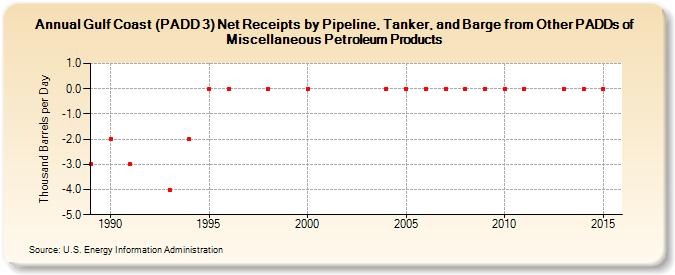 Annual Gulf Coast (PADD 3) Net Receipts by Pipeline, Tanker, and Barge from Other PADDs of
Miscellaneous Petroleum Products
Thousand Barrels per Day
1.0
0.0
-1.0
-2.0
-3.0
-4.0
-5.0
1990 1995 2000 2005 2010 2015
Source: U.S. Energy Information Administration